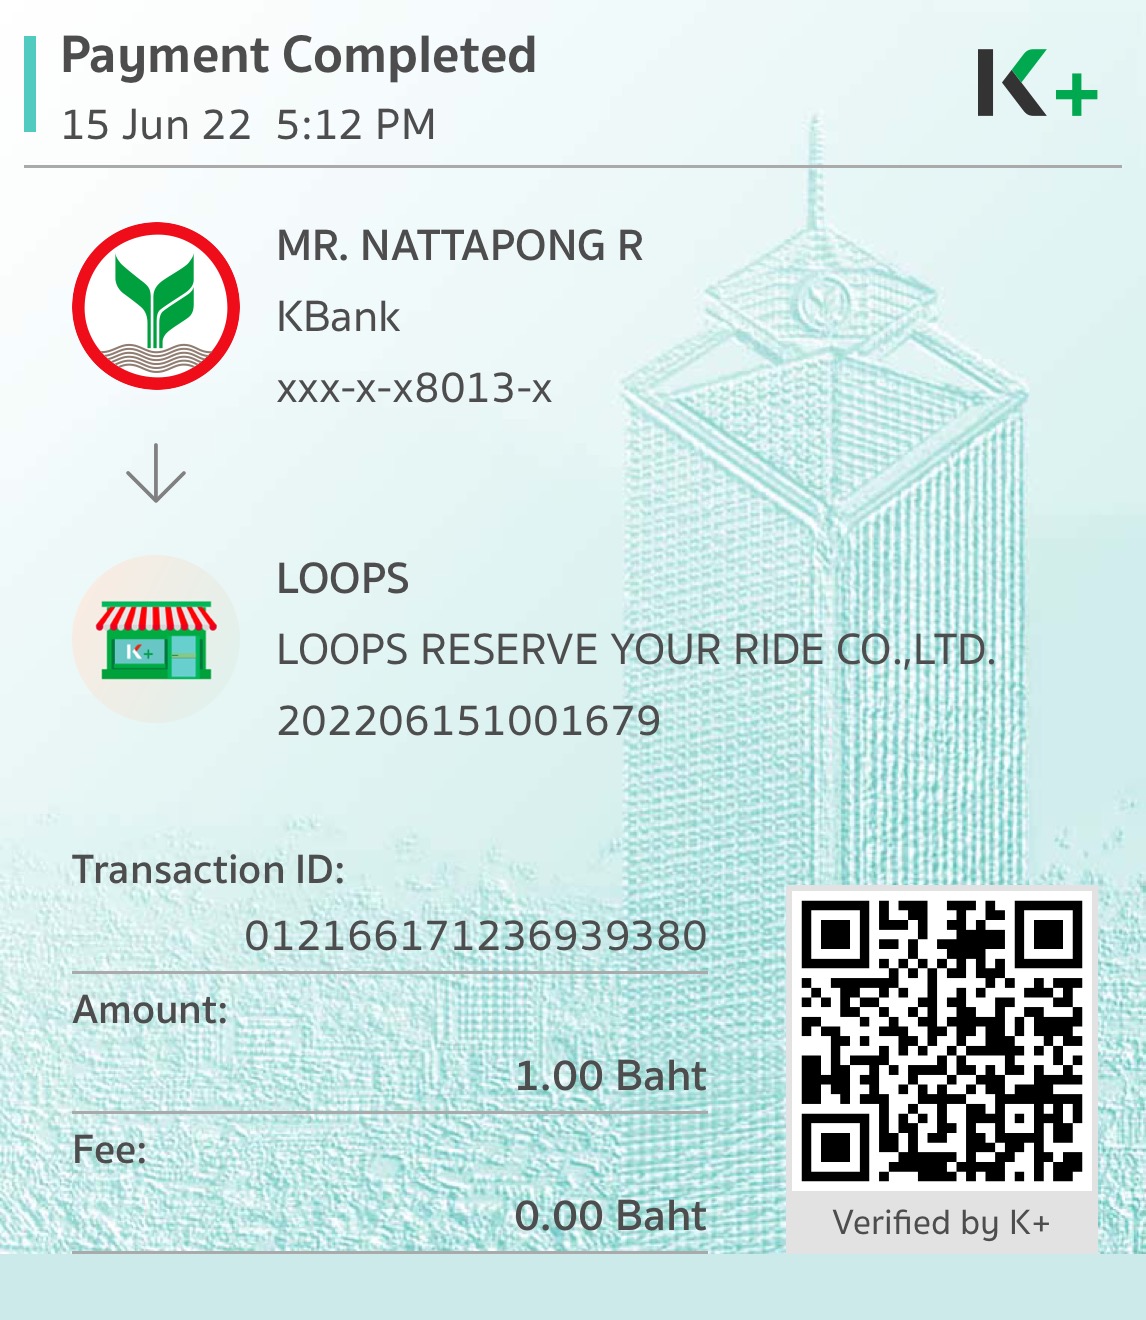 Payment Completed
15 Jun 22 5:12 PM
K+
MR. NATTAPONG R
KBank
xxx-x-x8013-x
LOOPS
K+
LOOPS RESERVE YOUR RIDE CO.,LTD.
202206151001679
Transaction ID:
012166171236939380
Amount:
1.00 Baht
Fee:
0.00 Baht
Verified by K+